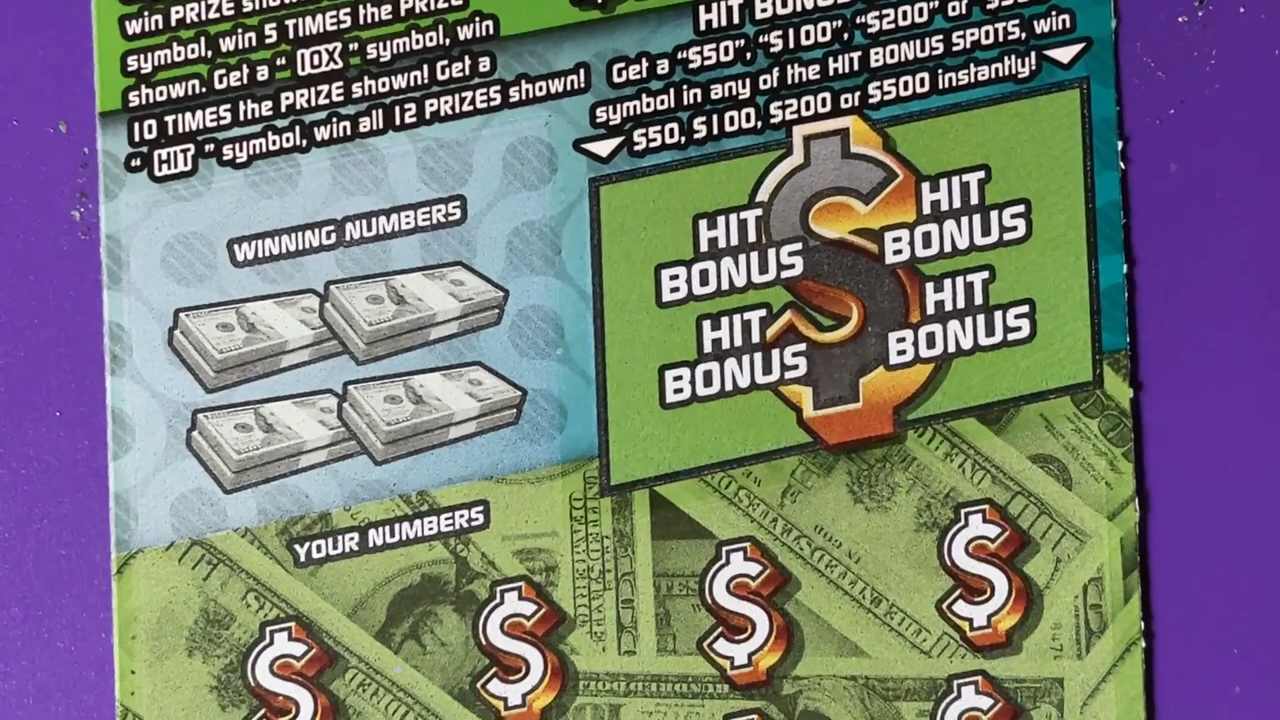 win PRIZE
symbol, win 5 TIMES the PRIZE
shown. Get a “ 10X ” symbol, win
10 TIMES the PRIZE shown! Get a
“ HIT ” symbol, win all 12 PRIZES shown!
HIT
Get a “$50”, “$100”, “$200” or
symbol in any of the HIT BONUS SPOTS, win
$50, $100, $200 or $500 instantly!
WINNING NUMBERS
HIT
BONUS
HIT
BONUS
HIT
BONUS
HIT
BONUS
YOUR NUMBERS
$
$
$
$
$